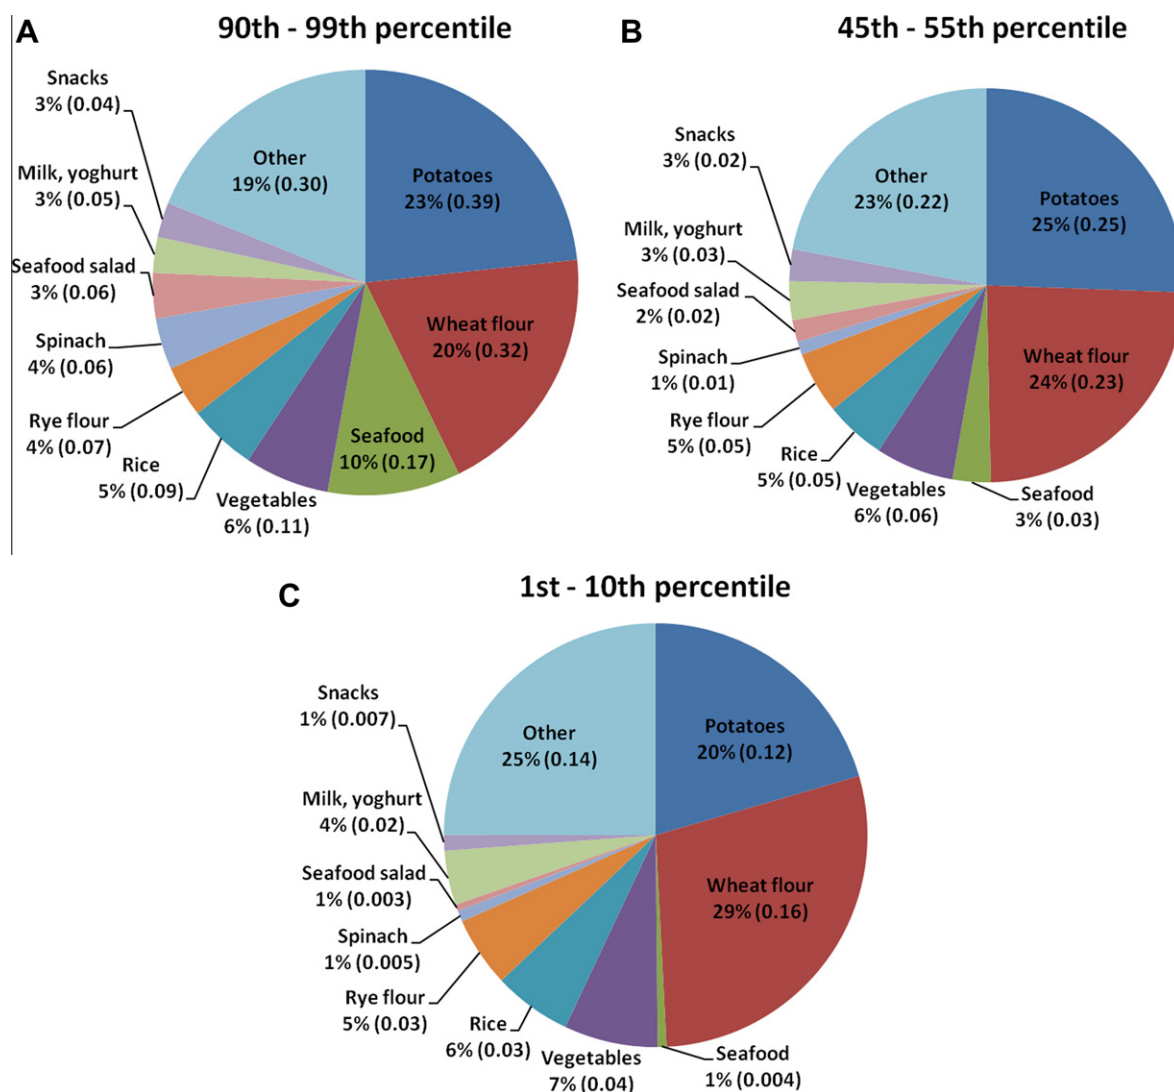 A
90th - 99th percentile
Snacks
3% (0.04)
Other
19% (0.30)
Potatoes
23% (0.39)
Milk, yoghurt
3% (0.05)
Seafood salad
3% (0.06)
Wheat flour
20% (0.32)
Spinach
4% (0.06)
Rye flour
4% (0.07)
Seafood
10% (0.17)
Rice
5% (0.09)
Vegetables
6% (0.11)
B
45th - 55th percentile
Snacks
3% (0.02)
Other
23% (0.22)
Potatoes
25% (0.25)
Milk, yoghurt
3% (0.03)
Seafood salad
2% (0.02)
Wheat flour
24% (0.23)
Spinach
1% (0.01)
Rye flour
5% (0.05)
Rice
5% (0.05)
Vegetables
6% (0.06)
Seafood
3% (0.03)
C
1st - 10th percentile
Snacks
1% (0.007)
Other
25% (0.14)
Potatoes
20% (0.12)
Milk, yoghurt
4% (0.02)
Seafood salad
1% (0.003)
Wheat flour
29% (0.16)
Spinach
1% (0.005)
Rye flour
5% (0.03)
Rice
6% (0.03)
Vegetables
7% (0.04)
Seafood
1% (0.004)